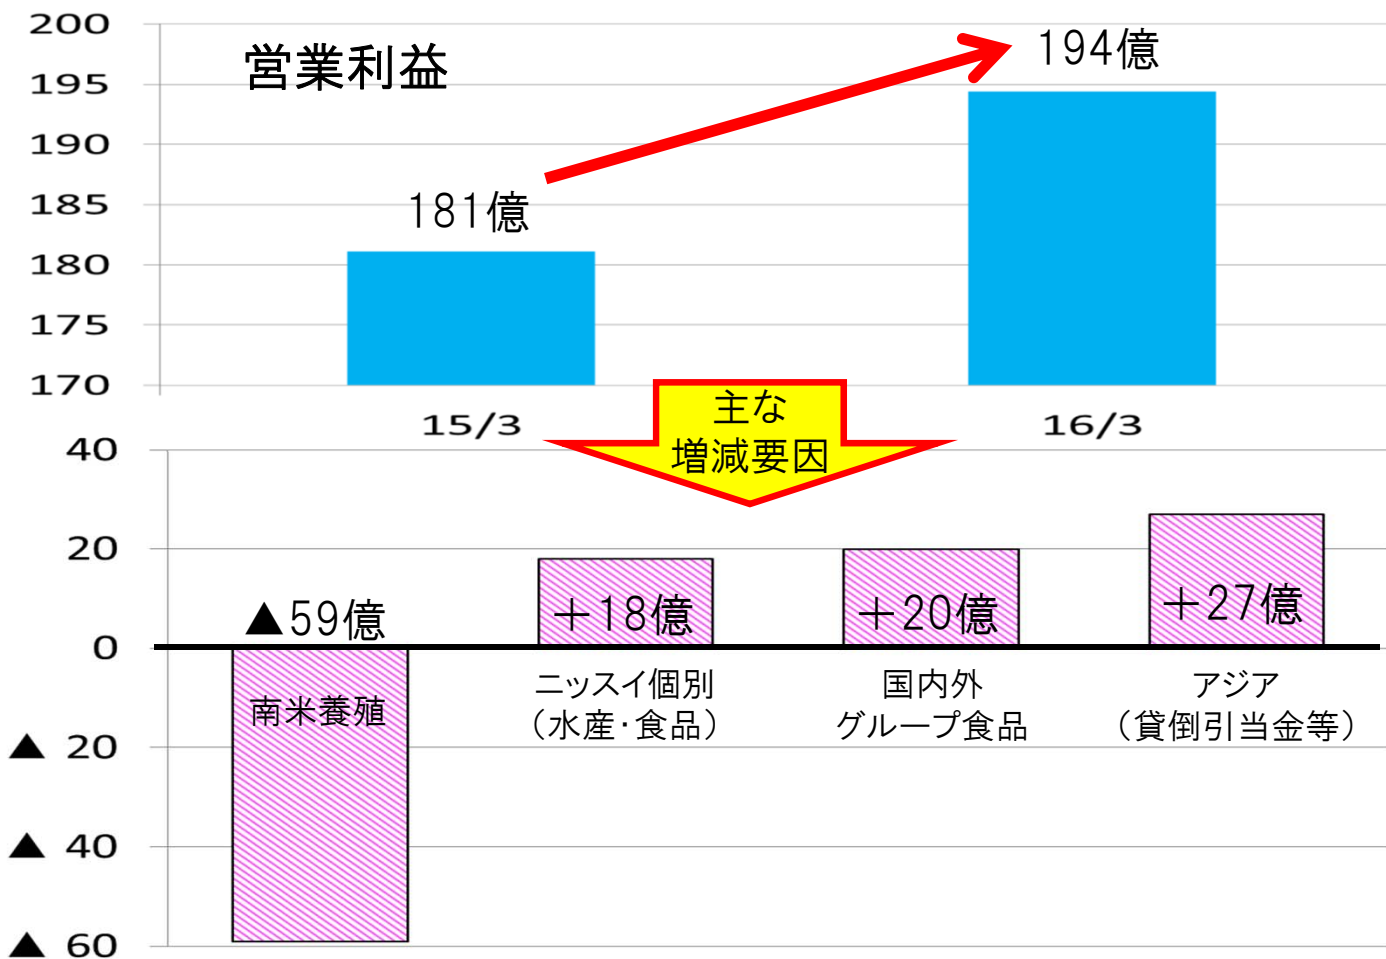 営業利益
200
195
190
185
180
175
170
181億
194億
15/3
16/3
主な
増減要因
40
20
0
▲ 20
▲ 40
▲ 60
▲59億
+18億
+20億
+27億
南米養殖
ニッスイ個別
(水産・食品)
国内外
グループ食品
アジア
(貸倒引当金等)